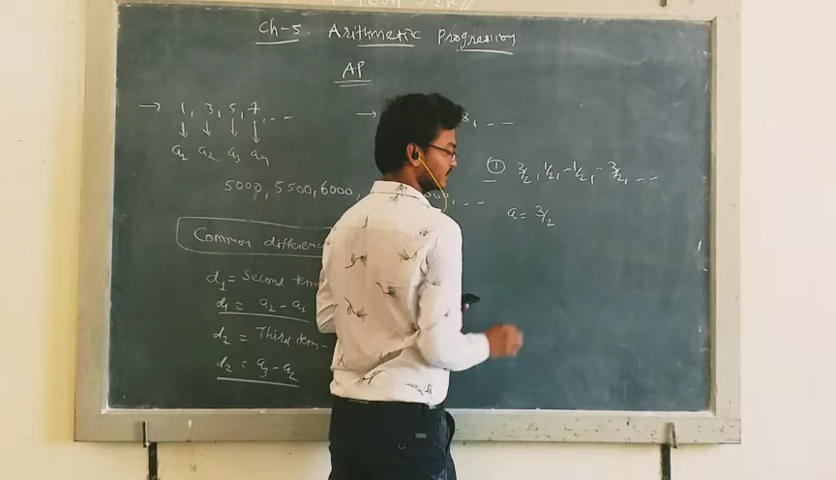 Ch-5. Arithmetic Progression
AP
→ 1, 3, 5, 7, ...
a₁ a₂ a₃ a₄
→ 8, ...
5000, 5500, 6000, ...
Common differenc
d₁ = Second term
d₁ = a₂ - a₁
d₂ = Third term -
d₂ = a₃ - a₂
① 3/2, 1/2, -1/2, -3/2, ...
a = 3/2